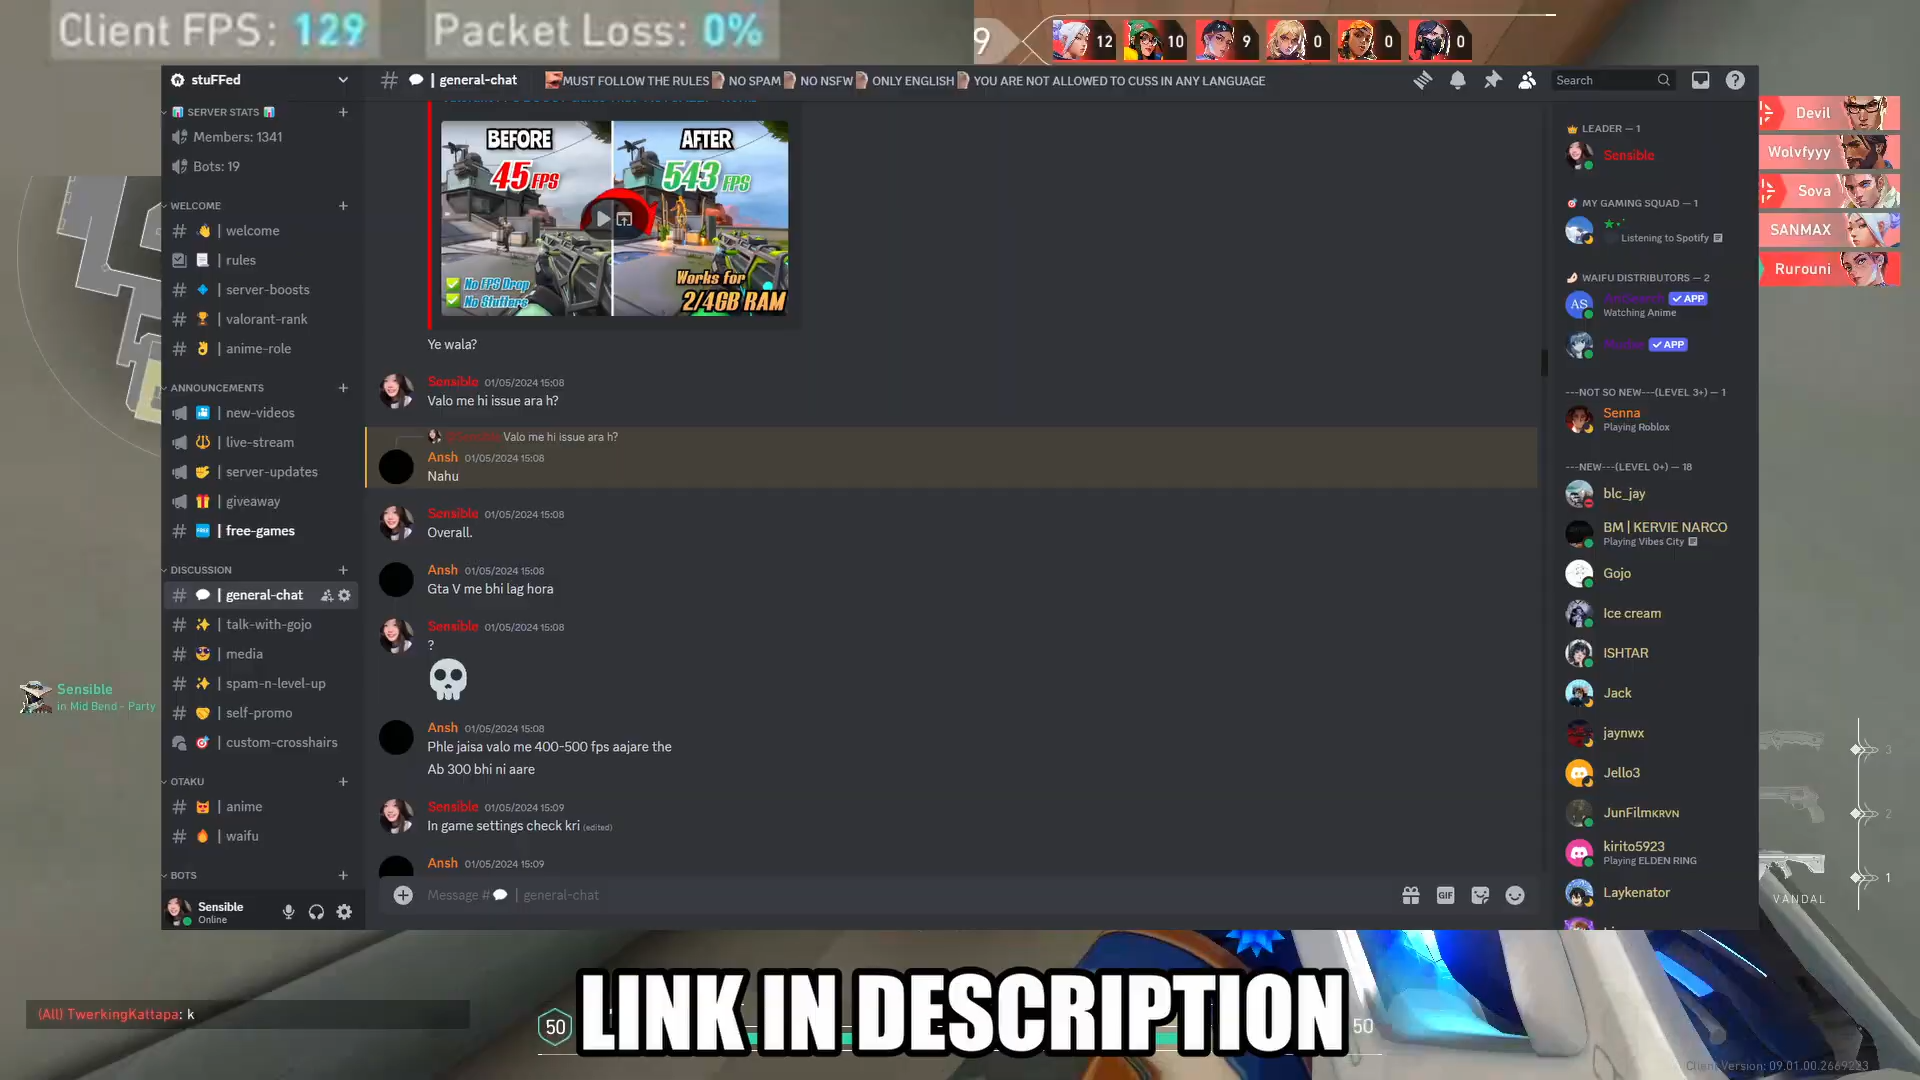 Client FPS: 129
Packet Loss: 0%
9
12
10
9
0
0
0
stuFFed
| general-chat
MUST FOLLOW THE RULES NO SPAM NO NSFW ONLY ENGLISH YOU ARE NOT ALLOWED TO CUSS IN ANY LANGUAGE
Search
SERVER STATS
Members: 1341
Bots: 19
WELCOME
| welcome
| rules
| server-boosts
| valorant-rank
| anime-role
ANNOUNCEMENTS
| new-videos
| live-stream
| server-updates
| giveaway
FREE
| free-games
DISCUSSION
| general-chat
| talk-with-gojo
| media
| spam-n-level-up
| self-promo
| custom-crosshairs
OTAKU
| anime
| waifu
BOTS
Sensible
Online
BEFORE
45 FPS
AFTER
543 FPS
No FPS Drop
No Stutters
Works for
2/4GB RAM
Ye wala?
Sensible 01/05/2024 15:08
Valo me hi issue ara h?
@Sensible Valo me hi issue ara h?
Ansh 01/05/2024 15:08
Nahu
Sensible 01/05/2024 15:08
Overall.
Ansh 01/05/2024 15:08
Gta V me bhi lag hora
Sensible 01/05/2024 15:08
?
Ansh 01/05/2024 15:08
Phle jaisa valo me 400-500 fps aajare the
Ab 300 bhi ni aare
Sensible 01/05/2024 15:09
In game settings check kri (edited)
Ansh 01/05/2024 15:09
Message # | general-chat
GIF
LEADER — 1
Sensible
MY GAMING SQUAD — 1
Listening to Spotify
WAIFU DISTRIBUTORS — 2
AS
APP
Watching Anime
APP
---NOT SO NEW---(LEVEL 3+) — 1
Senna
Playing Roblox
---NEW---(LEVEL 0+) — 18
blc_jay
BM | KERVIE NARCO
Playing Vibes City
Gojo
Ice cream
ISHTAR
Jack
jaynwx
Jello3
JunFilmKRVN
kirito5923
Playing ELDEN RING
Laykenator
Devil
Wolvfyyy
Sova
SANMAX
Rurouni
Sensible
in Mid Bend - Party
3
2
1
VANDAL
(All) TwerkingKattapa: k
50
LINK IN DESCRIPTION
50
Client Version: 09.01.00.2669223